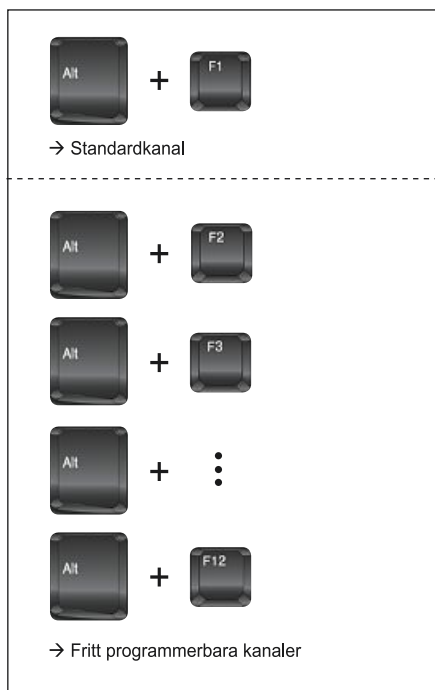 Alt + F1
→ Standardkanal
Alt + F2
Alt + F3
Alt + ⋮
Alt + F12
→ Fritt programmerbara kanaler